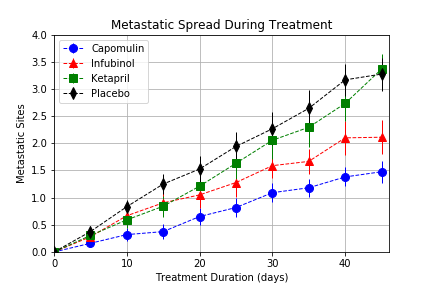 Metastatic Spread During Treatment
Metastatic Sites
4.0
3.5
3.0
2.5
2.0
1.5
1.0
0.5
0.0
Capomulin
Infubinol
Ketapril
Placebo
0
10
20
30
40
Treatment Duration (days)